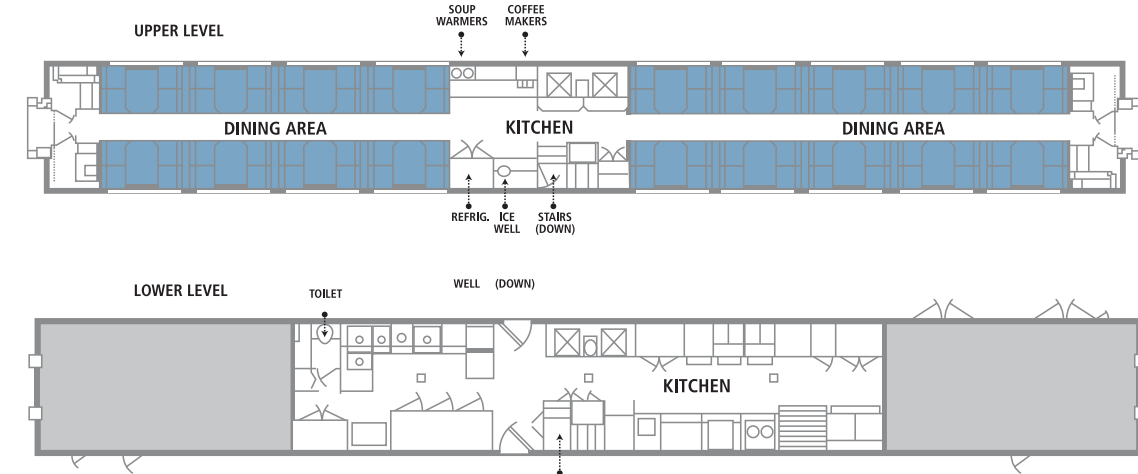 UPPER LEVEL
SOUP
WARMERS
COFFEE
MAKERS
DINING AREA
KITCHEN
DINING AREA
REFRIG.
ICE
WELL
STAIRS
(DOWN)
LOWER LEVEL
TOILET
WELL (DOWN)
KITCHEN